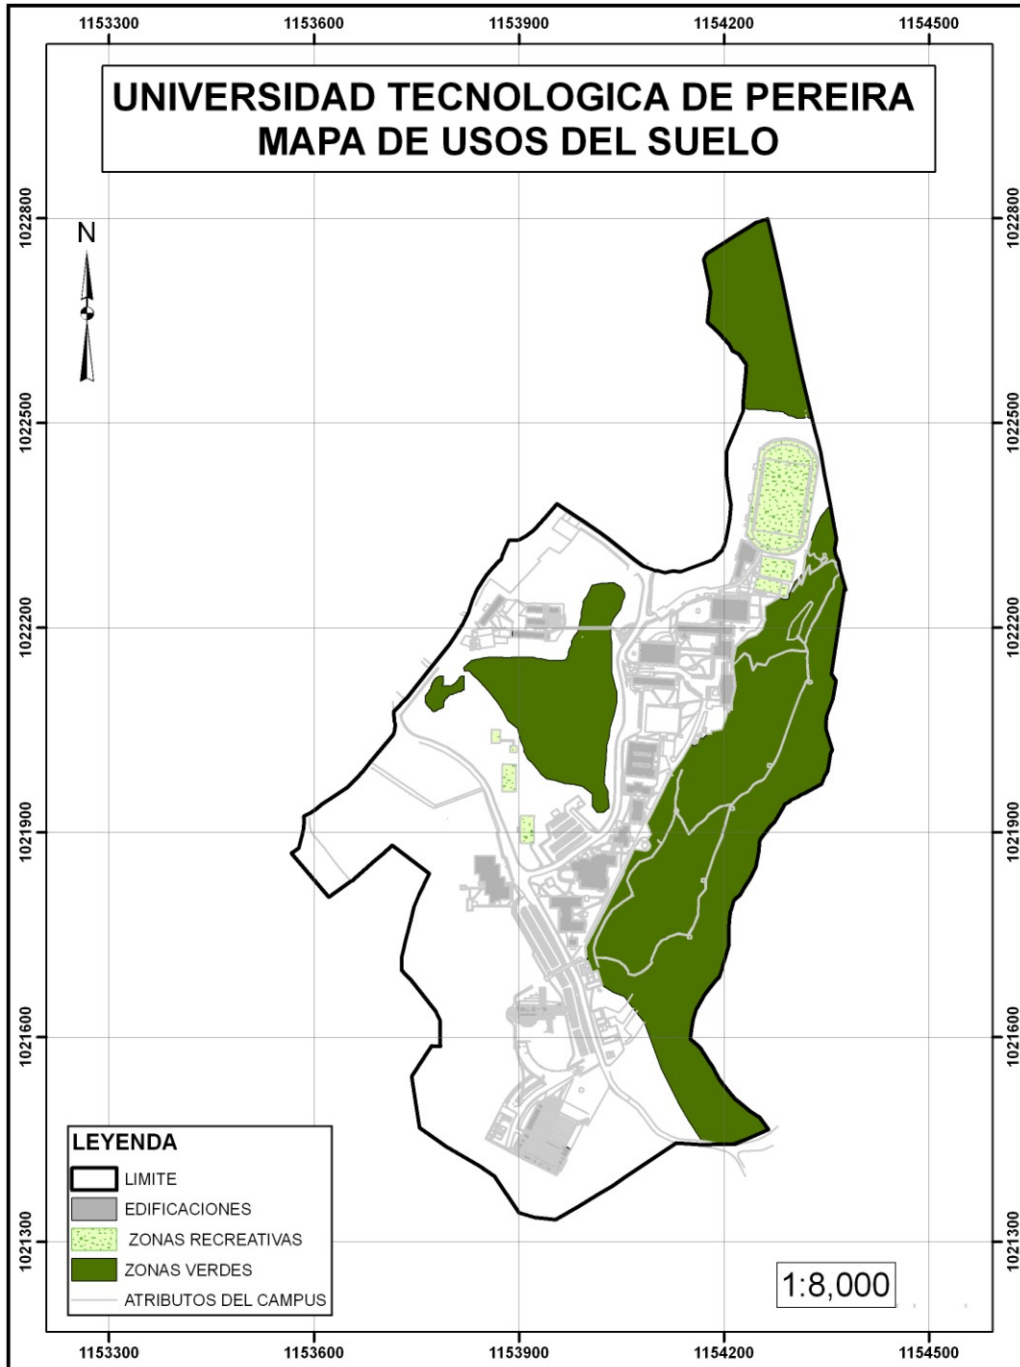 1153300 1153600 1153900 1154200 1154500
UNIVERSIDAD TECNOLOGICA DE PEREIRA
MAPA DE USOS DEL SUELO
1022800 1022800
N
1022500 1022500
1022200 1022200
1021900 1021900
1021600 1021600
LEYENDA
LIMITE
EDIFICACIONES
ZONAS RECREATIVAS
1021300 1021300
ZONAS VERDES
ATRIBUTOS DEL CAMPUS
1:8,000
1153300 1153600 1153900 1154200 1154500